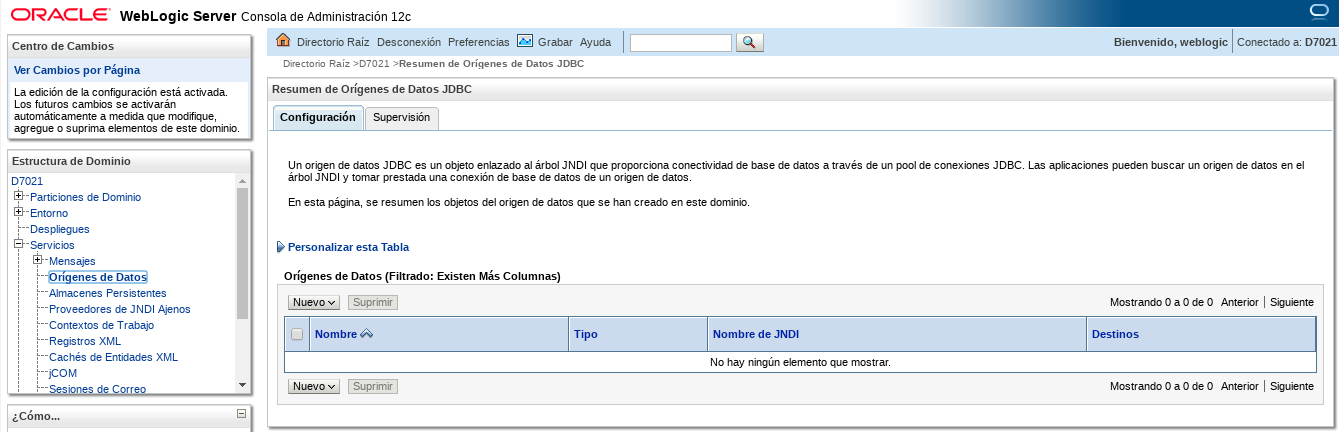 ORACLE® WebLogic Server Consola de Administración 12c
Centro de Cambios
Ver Cambios por Página
La edición de la configuración está activada.
Los futuros cambios se activarán
automáticamente a medida que modifique,
agregue o suprima elementos de este dominio.
Estructura de Dominio
D7021
Particiones de Dominio
Entorno
Despliegues
Servicios
Mensajes
Orígenes de Datos
Almacenes Persistentes
Proveedores de JNDI Ajenos
Contextos de Trabajo
Registros XML
Cachés de Entidades XML
jCOM
Sesiones de Correo
¿Cómo...
Directorio Raíz Desconexión Preferencias Grabar Ayuda
Bienvenido, weblogic Conectado a: D7021
Directorio Raíz >D7021 >Resumen de Orígenes de Datos JDBC
Resumen de Orígenes de Datos JDBC
Configuración Supervisión
Un origen de datos JDBC es un objeto enlazado al árbol JNDI que proporciona conectividad de base de datos a través de un pool de conexiones JDBC. Las aplicaciones pueden buscar un origen de datos en el
árbol JNDI y tomar prestada una conexión de base de datos de un origen de datos.
En esta página, se resumen los objetos del origen de datos que se han creado en este dominio.
Personalizar esta Tabla
Orígenes de Datos (Filtrado: Existen Más Columnas)
Nuevo Suprimir Mostrando 0 a 0 de 0 Anterior | Siguiente
Nombre Tipo Nombre de JNDI Destinos
No hay ningún elemento que mostrar.
Nuevo Suprimir Mostrando 0 a 0 de 0 Anterior | Siguiente